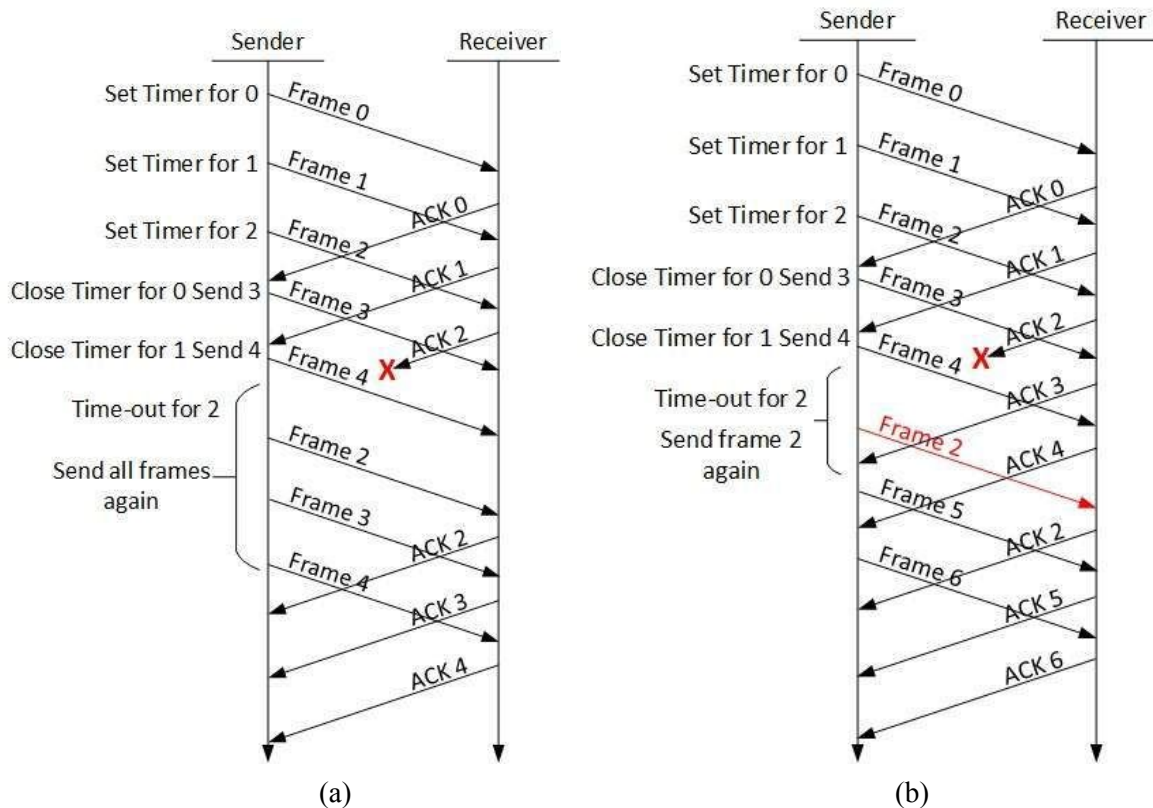 Sender
Receiver
Set Timer for 0
Frame 0
Set Timer for 1
Frame 1
ACK 0
Set Timer for 2
Frame 2
ACK 1
Close Timer for 0 Send 3
Frame 3
ACK 2
Close Timer for 1 Send 4
X
Frame 4
Time-out for 2
Frame 2
Send all frames
again
Frame 3
ACK 2
Frame 4
ACK 3
ACK 4
(a)
Sender
Receiver
Set Timer for 0
Frame 0
Set Timer for 1
Frame 1
ACK 0
Set Timer for 2
Frame 2
ACK 1
Close Timer for 0 Send 3
Frame 3
ACK 2
Close Timer for 1 Send 4
X
Frame 4
ACK 3
Time-out for 2
Frame 2
Send frame 2
again
ACK 4
Frame 5
ACK 2
Frame 6
ACK 5
ACK 6
(b)